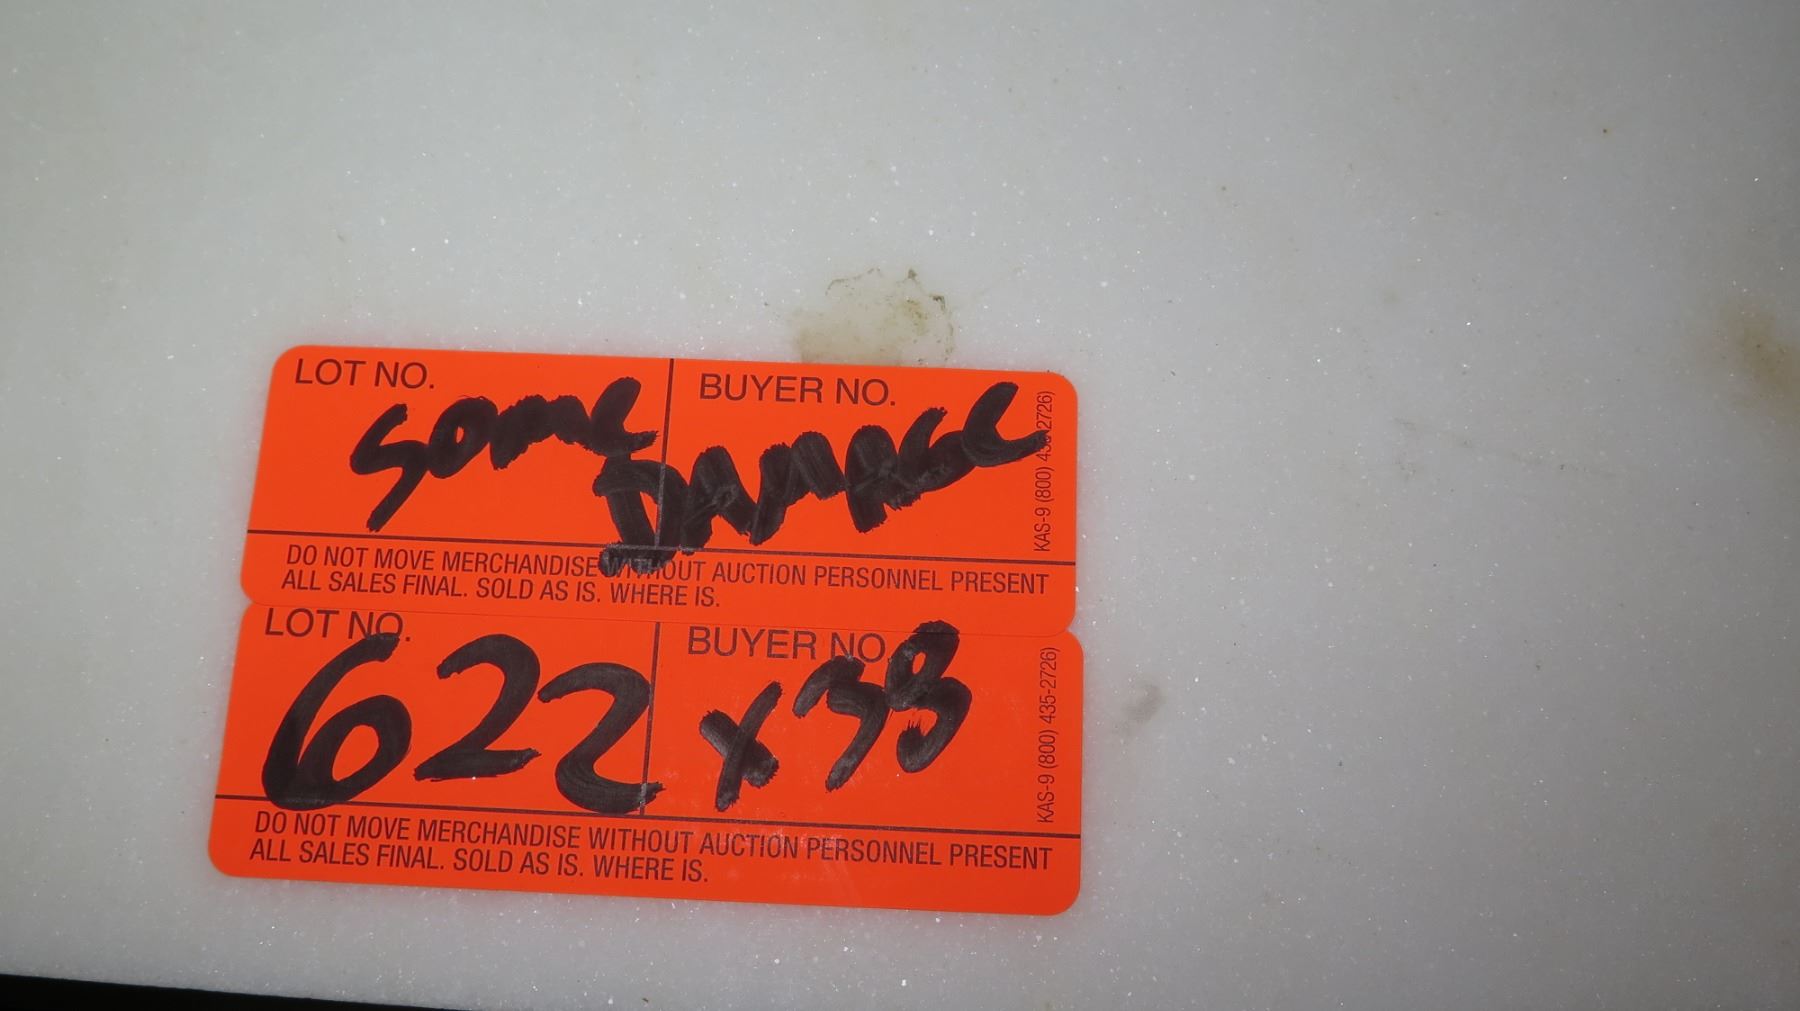 LOT NO. BUYER NO.
Some
DAMAGE
KAS-9 (800) 435-2726)
DO NOT MOVE MERCHANDISE WITHOUT AUCTION PERSONNEL PRESENT
ALL SALES FINAL. SOLD AS IS. WHERE IS.
LOT NO. BUYER NO.
622 x38
KAS-9 (800) 435-2726)
DO NOT MOVE MERCHANDISE WITHOUT AUCTION PERSONNEL PRESENT
ALL SALES FINAL. SOLD AS IS. WHERE IS.